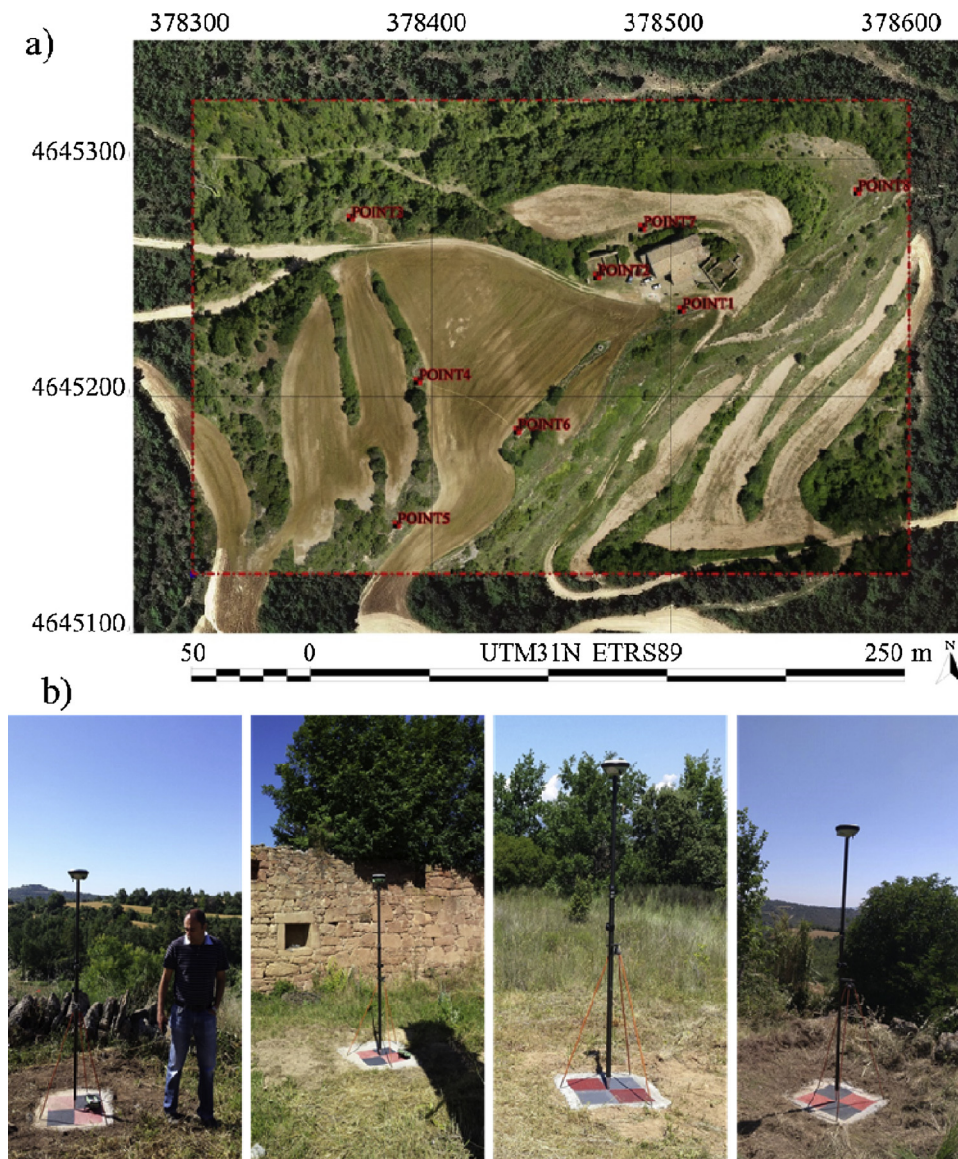 a)
378300 378400 378500 378600
4645300
4645200
4645100
POINT8
POINT3
POINT7
POINT2
POINT1
POINT4
POINT6
POINT5
50 0 UTM31N ETRS89 250 m
N
b)